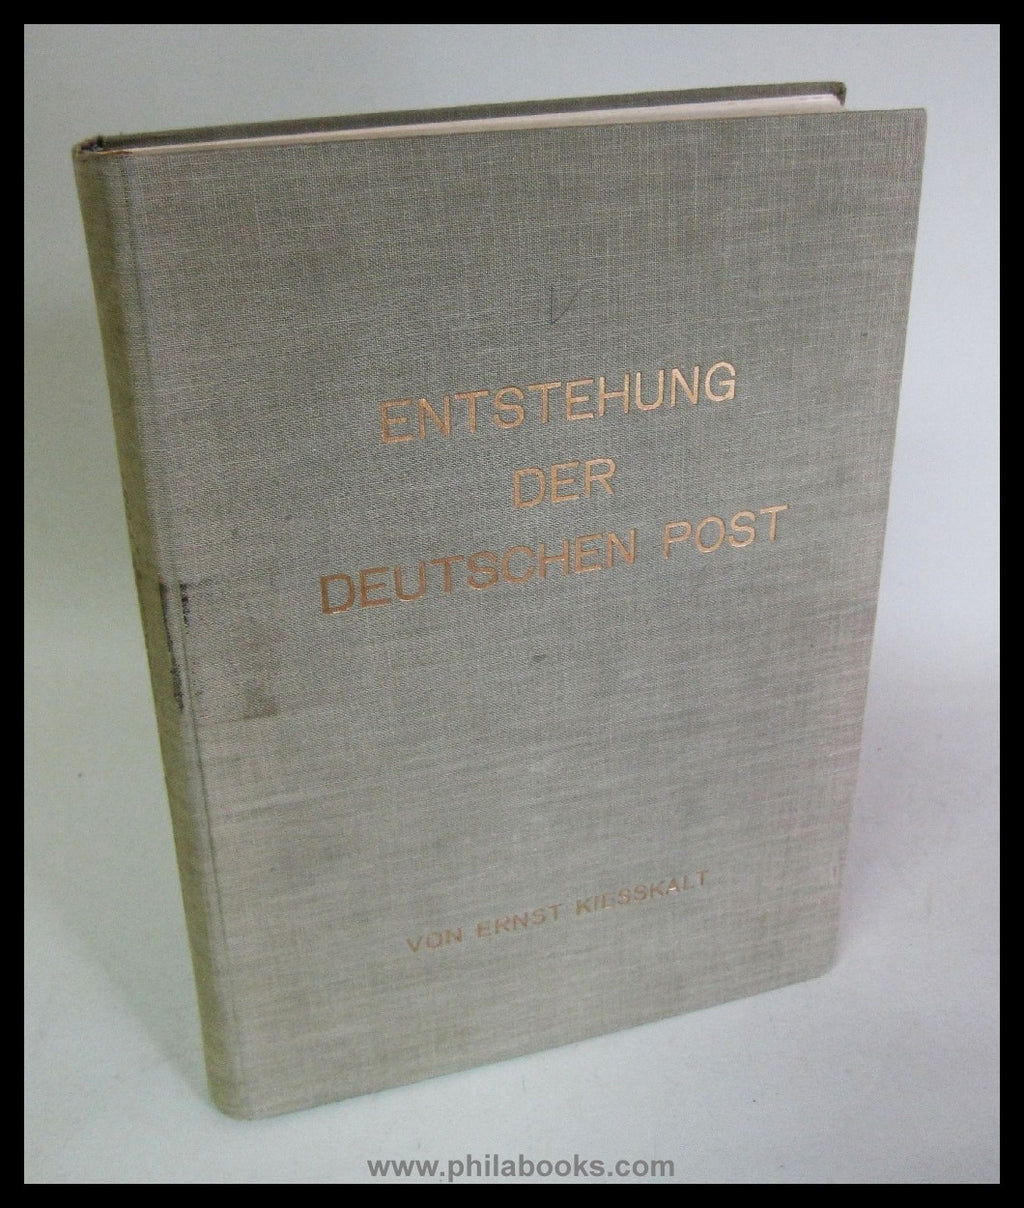 ENTSTEHUNG
DER
DEUTSCHEN POST
VON ERNST KIESSKALT
www.philabooks.com